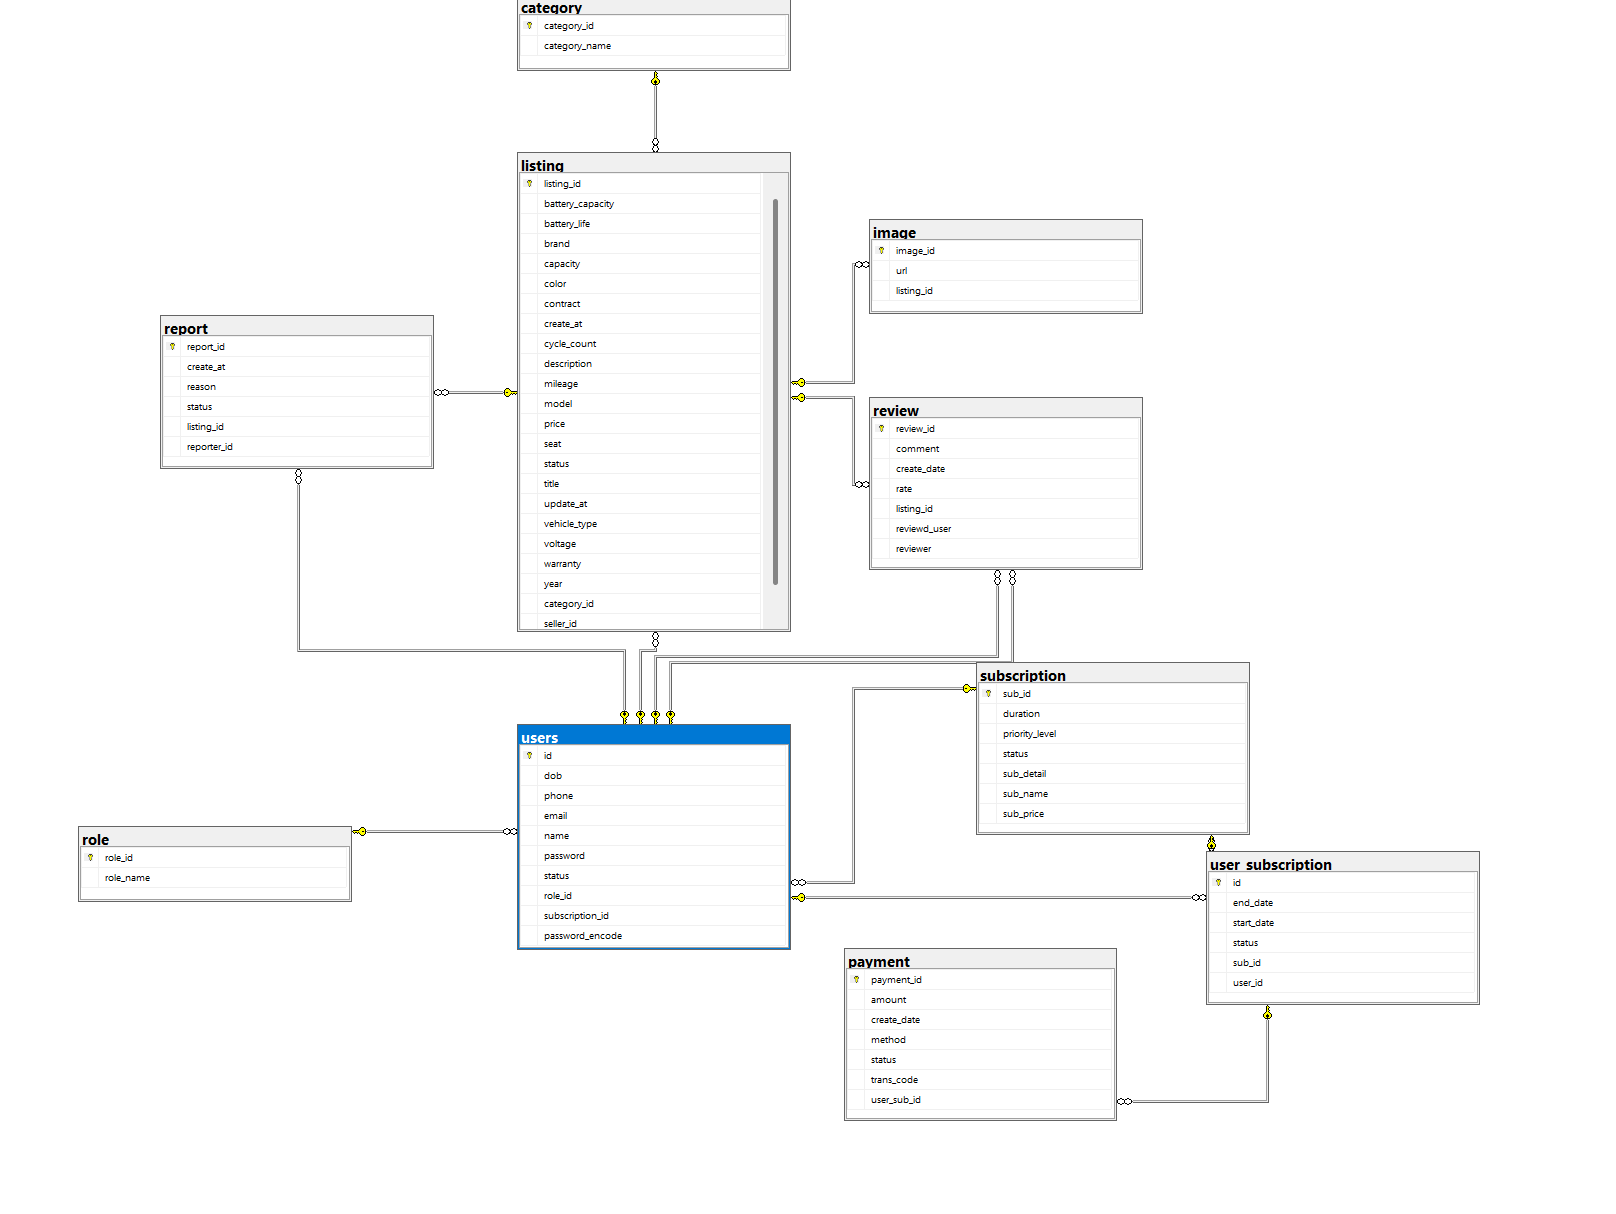 category
category_id
category_name
listing
listing_id
battery_capacity
battery_life
brand
capacity
color
contract
create_at
cycle_count
description
mileage
model
price
seat
status
title
update_at
vehicle_type
voltage
warranty
year
category_id
seller_id
image
image_id
url
listing_id
report
report_id
create_at
reason
status
listing_id
reporter_id
review
review_id
comment
create_date
rate
listing_id
reviewd_user
reviewer
subscription
sub_id
duration
priority_level
status
sub_detail
sub_name
sub_price
users
id
dob
phone
email
name
password
status
role_id
subscription_id
password_encode
role
role_id
role_name
user_subscription
id
end_date
start_date
status
sub_id
user_id
payment
payment_id
amount
create_date
method
status
trans_code
user_sub_id